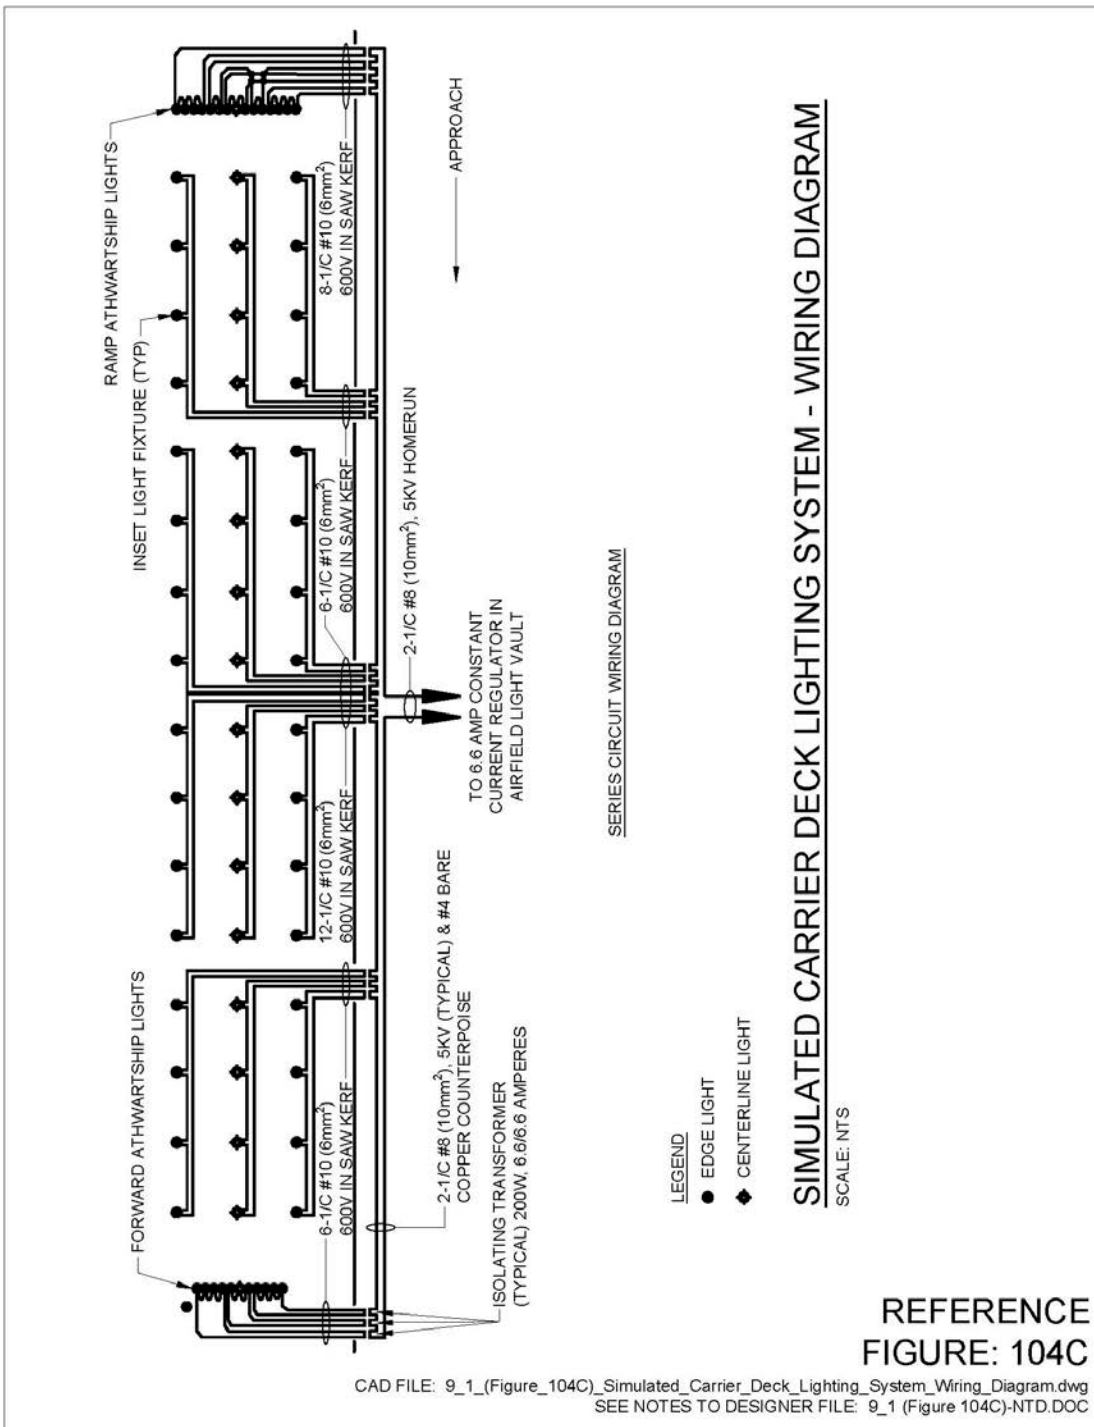 RAMP ATHWARTSHIP LIGHTS
INSET LIGHT FIXTURE (TYP)
FORWARD ATHWARTSHIP LIGHTS
8-1/C #10 (6mm²)
600V IN SAW KERF
6-1/C #10 (6mm²)
600V IN SAW KERF
12-1/C #10 (6mm²)
600V IN SAW KERF
6-1/C #10 (6mm²)
600V IN SAW KERF
APPROACH
2-1/C #8 (10mm²), 5KV HOMERUN
TO 6.6 AMP CONSTANT
CURRENT REGULATOR IN
AIRFIELD LIGHT VAULT
2-1/C #8 (10mm²), 5KV (TYPICAL) & #4 BARE
COPPER COUNTERPOISE
ISOLATING TRANSFORMER
(TYPICAL) 200W, 6.6/6.6 AMPERES
SERIES CIRCUIT WIRING DIAGRAM
LEGEND
EDGE LIGHT
CENTERLINE LIGHT
SIMULATED CARRIER DECK LIGHTING SYSTEM - WIRING DIAGRAM
SCALE: NTS
REFERENCE
FIGURE: 104C
CAD FILE: 9_1_(Figure_104C)_Simulated_Carrier_Deck_Lighting_System_Wiring_Diagram.dwg
SEE NOTES TO DESIGNER FILE: 9_1 (Figure 104C)-NTD.DOC